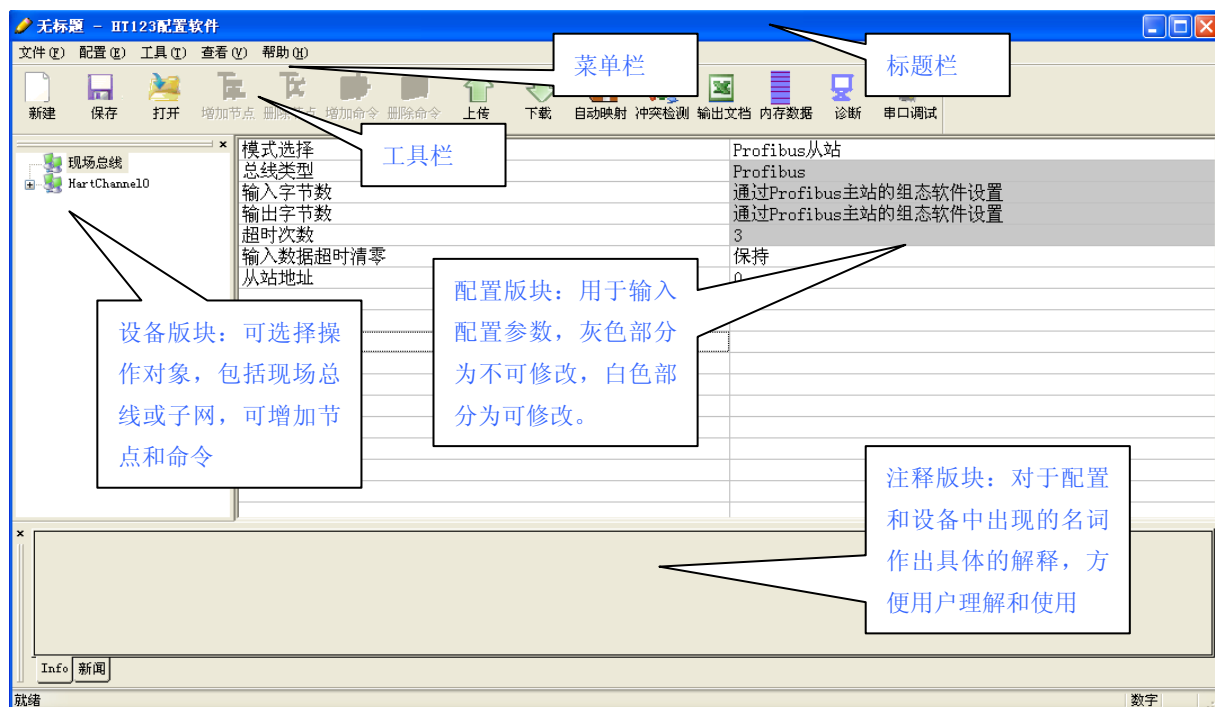 无标题 - HT123配置软件
文件(F) 配置(E) 工具(T) 查看(V) 帮助(H)
菜单栏
标题栏
新建 保存 打开 增加节点 删除节点 增加命令 删除命令 上传 下载 自动映射 冲突检测 输出文档 内存数据 诊断 串口调试
工具栏
现场总线
HartChannel0
模式选择 Profibus从站
总线类型 Profibus
输入字节数 通过Profibus主站的组态软件设置
输出字节数 通过Profibus主站的组态软件设置
超时次数 3
输入数据超时清零 保持
从站地址 0
设备版块：可选择操
作对象，包括现场总
线或子网，可增加节
点和命令
配置版块：用于输入
配置参数，灰色部分
为不可修改，白色部
分为可修改。
注释版块：对于配置
和设备中出现的名词
作出具体的解释，方
便用户理解和使用
Info 新闻
就绪 数字